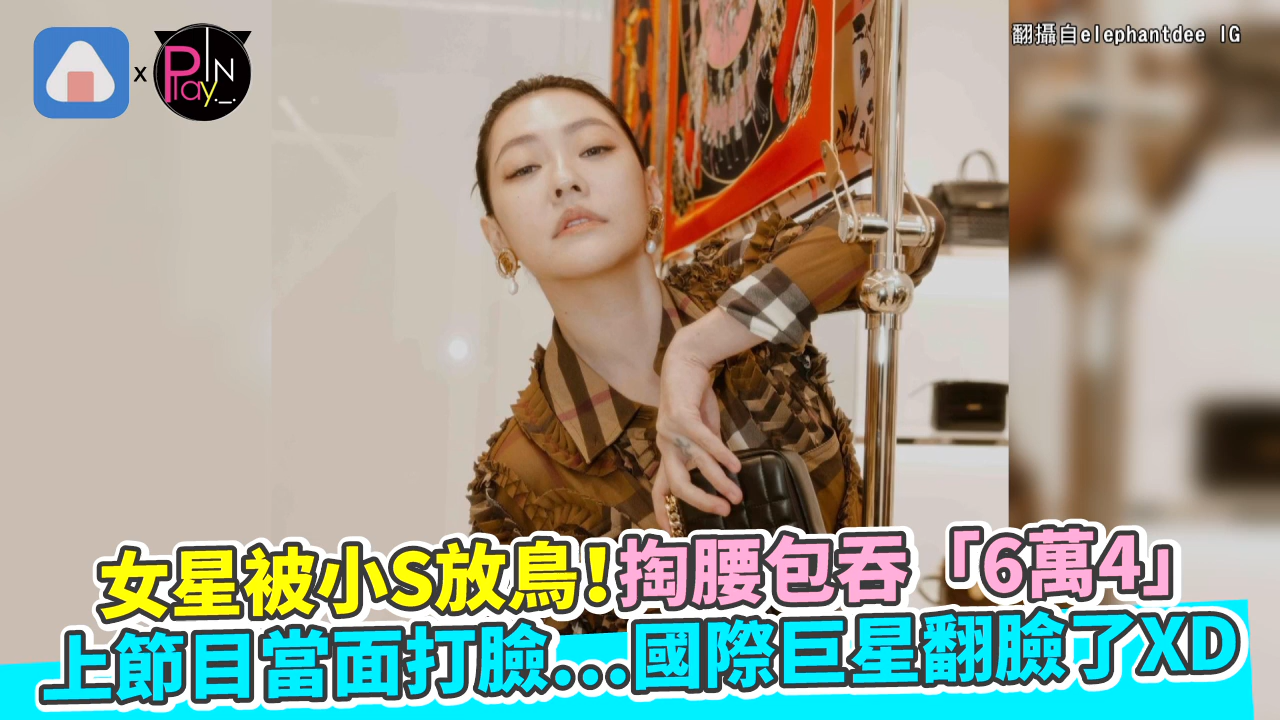 x
PlayIN
翻攝自elephantdee IG
女星被小S放鳥！掏腰包吞「6萬4」
上節目當面打臉...國際巨星翻臉了XD